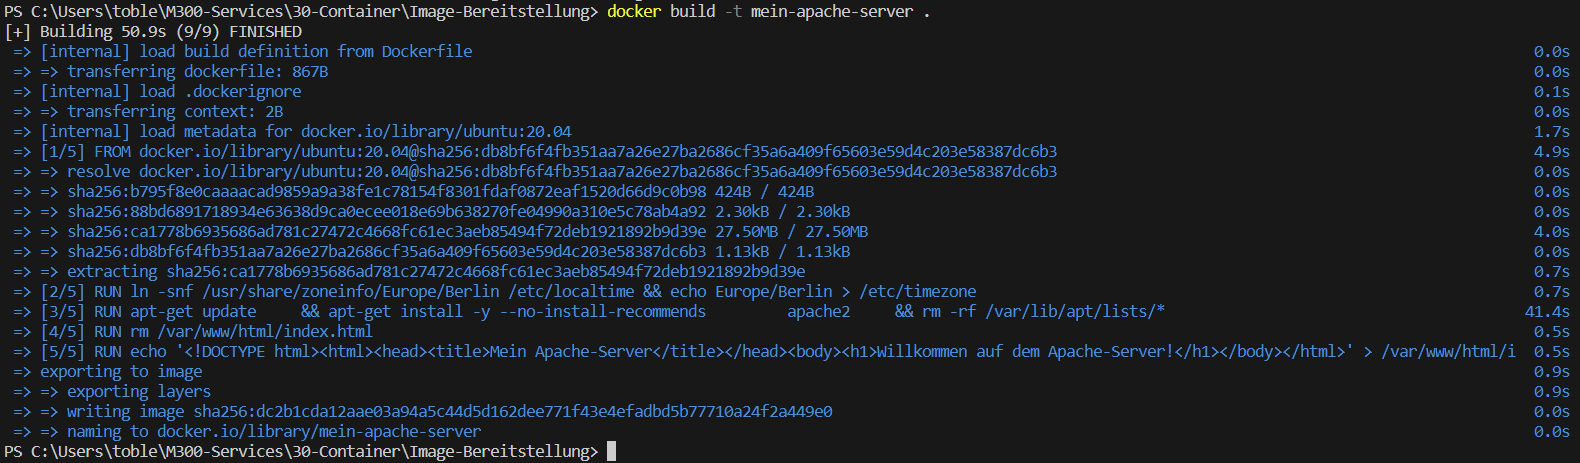 PS C:\Users\toble\M300-Services\30-Container\Image-Bereitstellung> docker build -t mein-apache-server .
[+] Building 50.9s (9/9) FINISHED
=> [internal] load build definition from Dockerfile 0.0s
=> => transferring dockerfile: 867B 0.0s
=> [internal] load .dockerignore 0.1s
=> => transferring context: 2B 0.0s
=> [internal] load metadata for docker.io/library/ubuntu:20.04 1.7s
=> [1/5] FROM docker.io/library/ubuntu:20.04@sha256:db8bf6f4fb351aa7a26e27ba2686cf35a6a409f65603e59d4c203e58387dc6b3 4.9s
=> => resolve docker.io/library/ubuntu:20.04@sha256:db8bf6f4fb351aa7a26e27ba2686cf35a6a409f65603e59d4c203e58387dc6b3 0.0s
=> => sha256:b795f8e0caaaacad9859a9a38fe1c78154f8301fdaf0872eaf1520d66d9c0b98 424B / 424B 0.0s
=> => sha256:88bd6891718934e63638d9ca0ecee018e69b638270fe04990a310e5c78ab4a92 2.30kB / 2.30kB 0.0s
=> => sha256:ca1778b6935686ad781c27472c4668fc61ec3aeb85494f72deb1921892b9d39e 27.50MB / 27.50MB 4.0s
=> => sha256:db8bf6f4fb351aa7a26e27ba2686cf35a6a409f65603e59d4c203e58387dc6b3 1.13kB / 1.13kB 0.0s
=> => extracting sha256:ca1778b6935686ad781c27472c4668fc61ec3aeb85494f72deb1921892b9d39e 0.7s
=> [2/5] RUN ln -snf /usr/share/zoneinfo/Europe/Berlin /etc/localtime && echo Europe/Berlin > /etc/timezone 0.7s
=> [3/5] RUN apt-get update     && apt-get install -y --no-install-recommends         apache2     && rm -rf /var/lib/apt/lists/* 41.4s
=> [4/5] RUN rm /var/www/html/index.html 0.5s
=> [5/5] RUN echo '<!DOCTYPE html><html><head><title>Mein Apache-Server</title></head><body><h1>Willkommen auf dem Apache-Server!</h1></body></html>' > /var/www/html/i 0.5s
=> exporting to image 0.9s
=> => exporting layers 0.9s
=> => writing image sha256:dc2b1cda12aae03a94a5c44d5d162dee771f43e4efadbd5b77710a24f2a449e0 0.0s
=> => naming to docker.io/library/mein-apache-server 0.0s
PS C:\Users\toble\M300-Services\30-Container\Image-Bereitstellung>